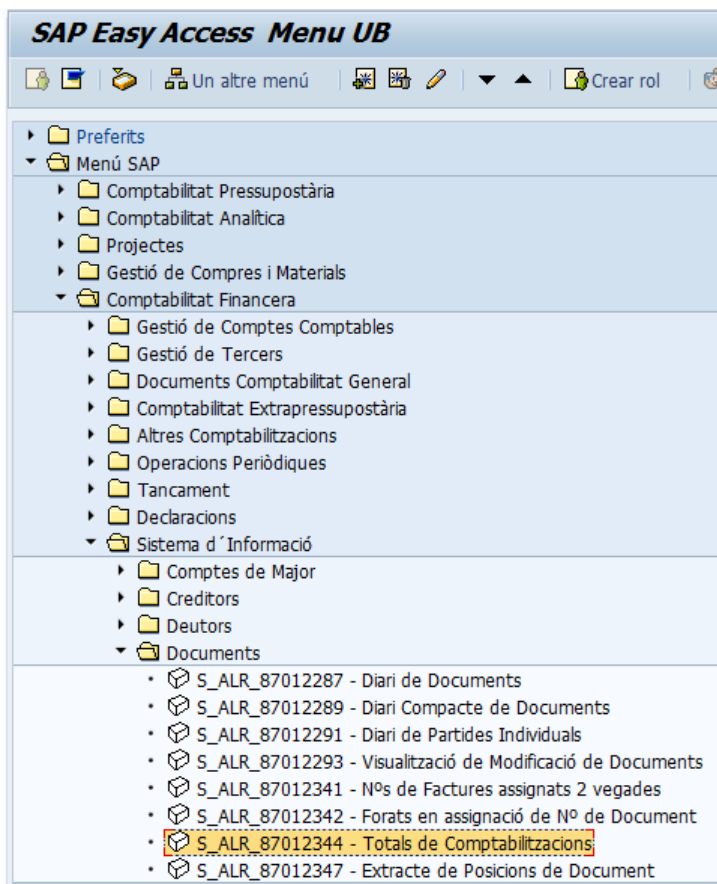 SAP Easy Access Menu UB
Un altre menú Crear rol
Preferits
Menú SAP
Comptabilitat Pressupostària
Comptabilitat Analítica
Projectes
Gestió de Compres i Materials
Comptabilitat Financera
Gestió de Comptes Comptables
Gestió de Tercers
Documents Comptabilitat General
Comptabilitat Extrapressupostària
Altres Comptabilitzacions
Operacions Periòdiques
Tancament
Declaracions
Sistema d´Informació
Comptes de Major
Creditors
Deutors
Documents
S_ALR_87012287 - Diari de Documents
S_ALR_87012289 - Diari Compacte de Documents
S_ALR_87012291 - Diari de Partides Individuals
S_ALR_87012293 - Visualització de Modificació de Documents
S_ALR_87012341 - Nºs de Factures assignats 2 vegades
S_ALR_87012342 - Forats en assignació de Nº de Document
S_ALR_87012344 - Totals de Comptabilitzacions
S_ALR_87012347 - Extracte de Posicions de Document